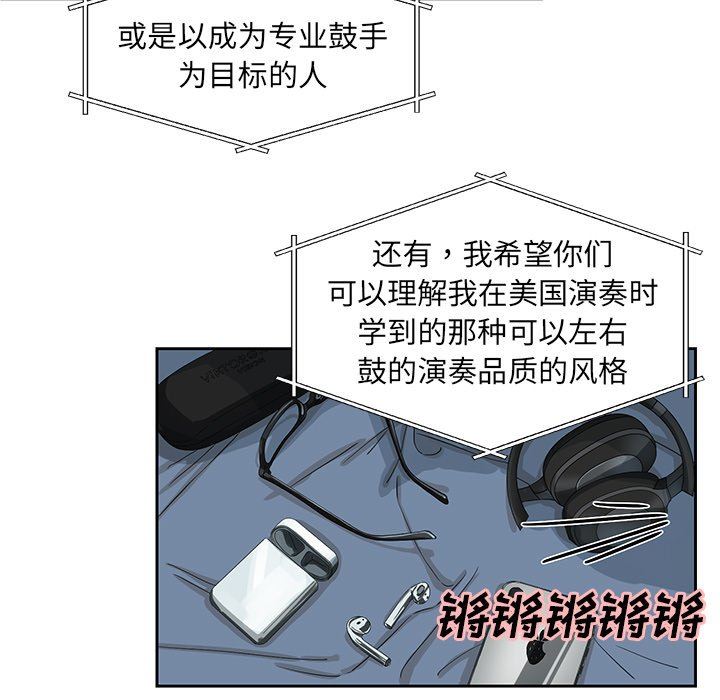 或是以成为专业鼓手
为目标的人
还有，我希望你们
可以理解我在美国演奏时
学到的那种可以左右
鼓的演奏品质的风格
锵锵锵锵锵